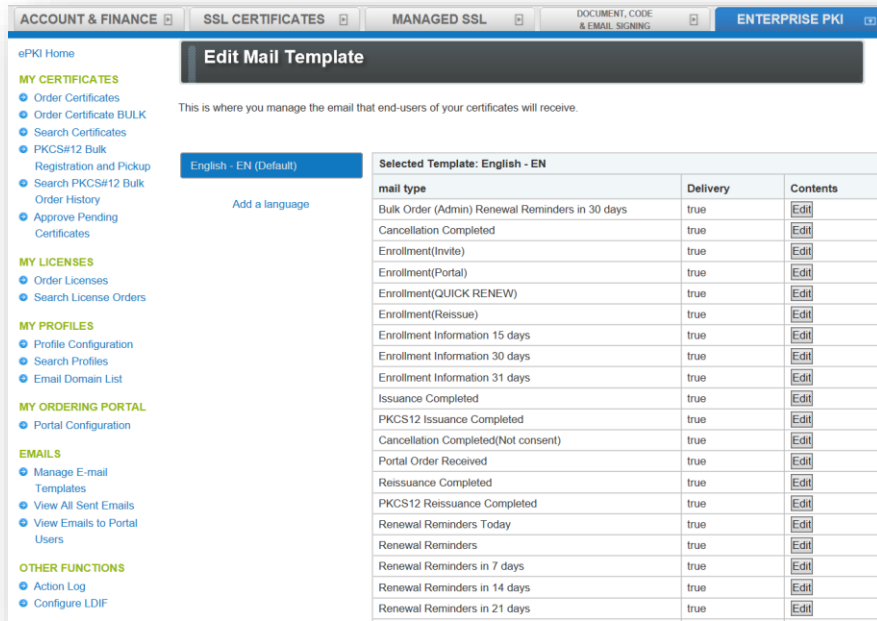 ACCOUNT & FINANCE
SSL CERTIFICATES
MANAGED SSL
DOCUMENT, CODE
& EMAIL SIGNING
ENTERPRISE PKI
ePKI Home
MY CERTIFICATES
Order Certificates
Order Certificate BULK
Search Certificates
PKCS#12 Bulk
Registration and Pickup
Search PKCS#12 Bulk
Order History
Approve Pending
Certificates
MY LICENSES
Order Licenses
Search License Orders
MY PROFILES
Profile Configuration
Search Profiles
Email Domain List
MY ORDERING PORTAL
Portal Configuration
EMAILS
Manage E-mail
Templates
View All Sent Emails
View Emails to Portal
Users
OTHER FUNCTIONS
Action Log
Configure LDIF
Edit Mail Template
This is where you manage the email that end-users of your certificates will receive.
English - EN (Default)
Add a language
Selected Template: English - EN
mail type Delivery Contents
Bulk Order (Admin) Renewal Reminders in 30 days true Edit
Cancellation Completed true Edit
Enrollment(Invite) true Edit
Enrollment(Portal) true Edit
Enrollment(QUICK RENEW) true Edit
Enrollment(Reissue) true Edit
Enrollment Information 15 days true Edit
Enrollment Information 30 days true Edit
Enrollment Information 31 days true Edit
Issuance Completed true Edit
PKCS12 Issuance Completed true Edit
Cancellation Completed(Not consent) true Edit
Portal Order Received true Edit
Reissuance Completed true Edit
PKCS12 Reissuance Completed true Edit
Renewal Reminders Today true Edit
Renewal Reminders true Edit
Renewal Reminders in 7 days true Edit
Renewal Reminders in 14 days true Edit
Renewal Reminders in 21 days true Edit